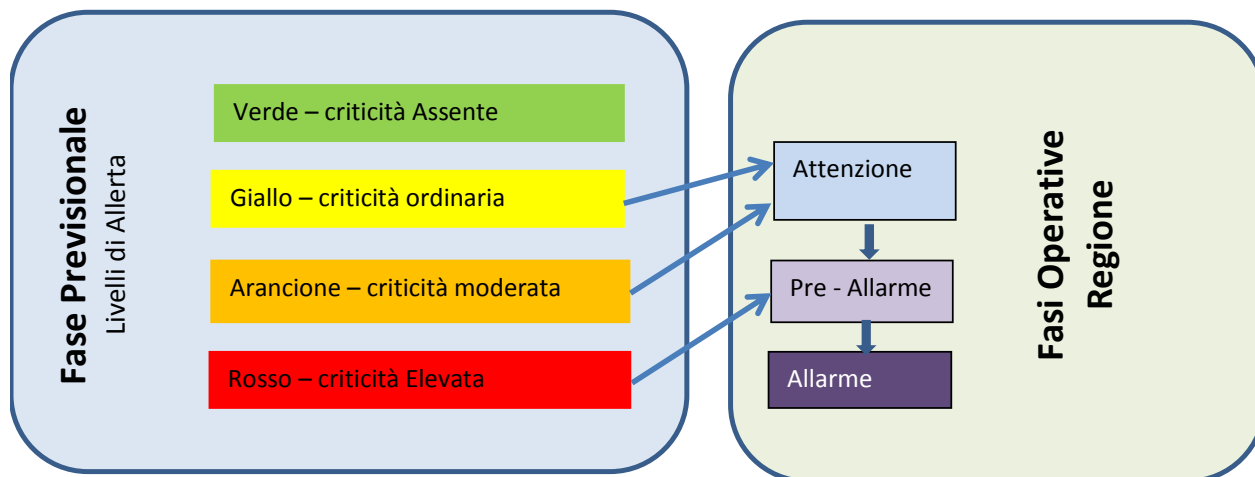 Fase Previsionale
Livelli di Allerta
Verde – criticità Assente
Giallo – criticità ordinaria
Arancione – criticità moderata
Rosso – criticità Elevata
Attenzione
Pre - Allarme
Allarme
Fasi Operative
Regione